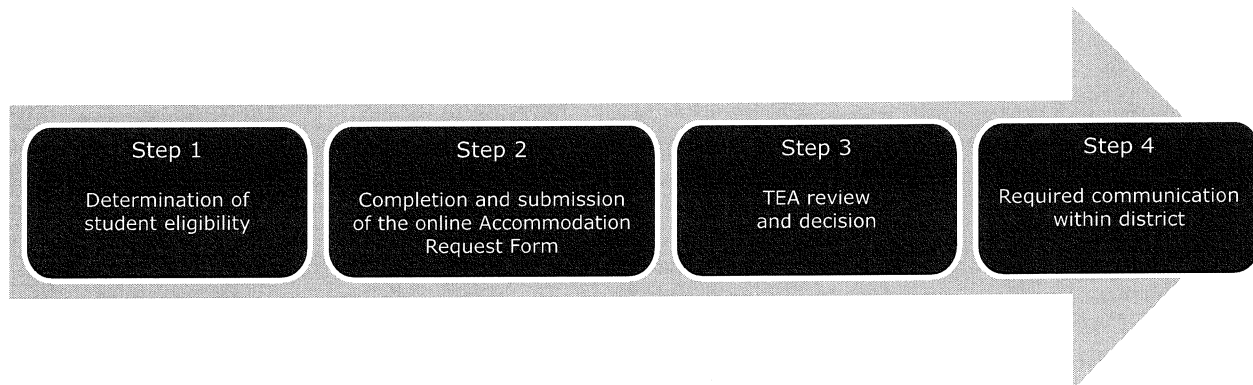 Step 1
Determination of
student eligibility
Step 2
Completion and submission
of the online Accommodation
Request Form
Step 3
TEA review
and decision
Step 4
Required communication
within district